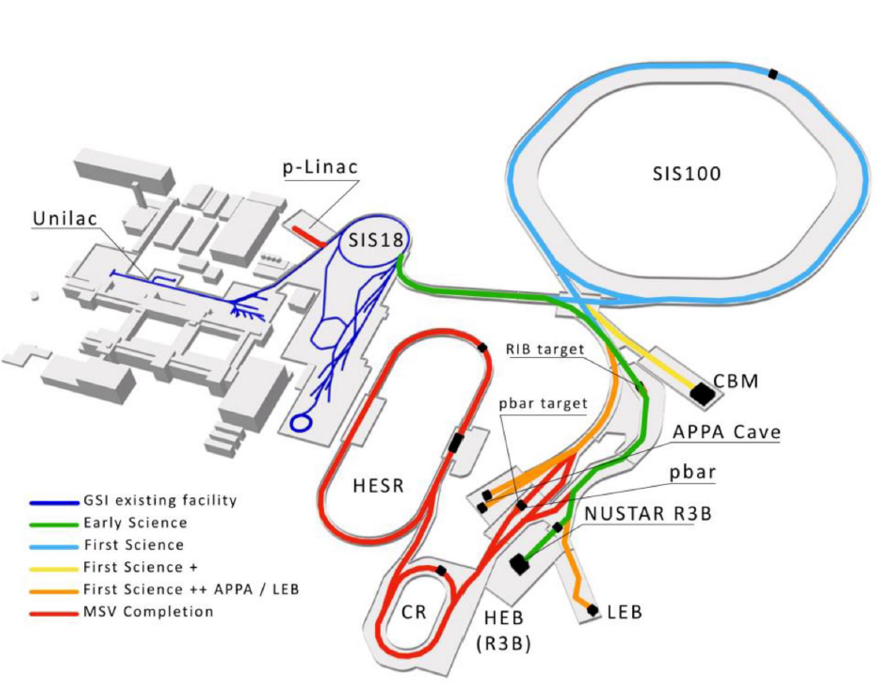 SIS100
p-Linac
Unilac
SIS18
RIB target
CBM
pbar target
APPA Cave
pbar
HESR
NUSTAR R3B
GSI existing facility
Early Science
First Science
First Science +
First Science ++ APPA / LEB
MSV Completion
CR
HEB
(R3B)
LEB